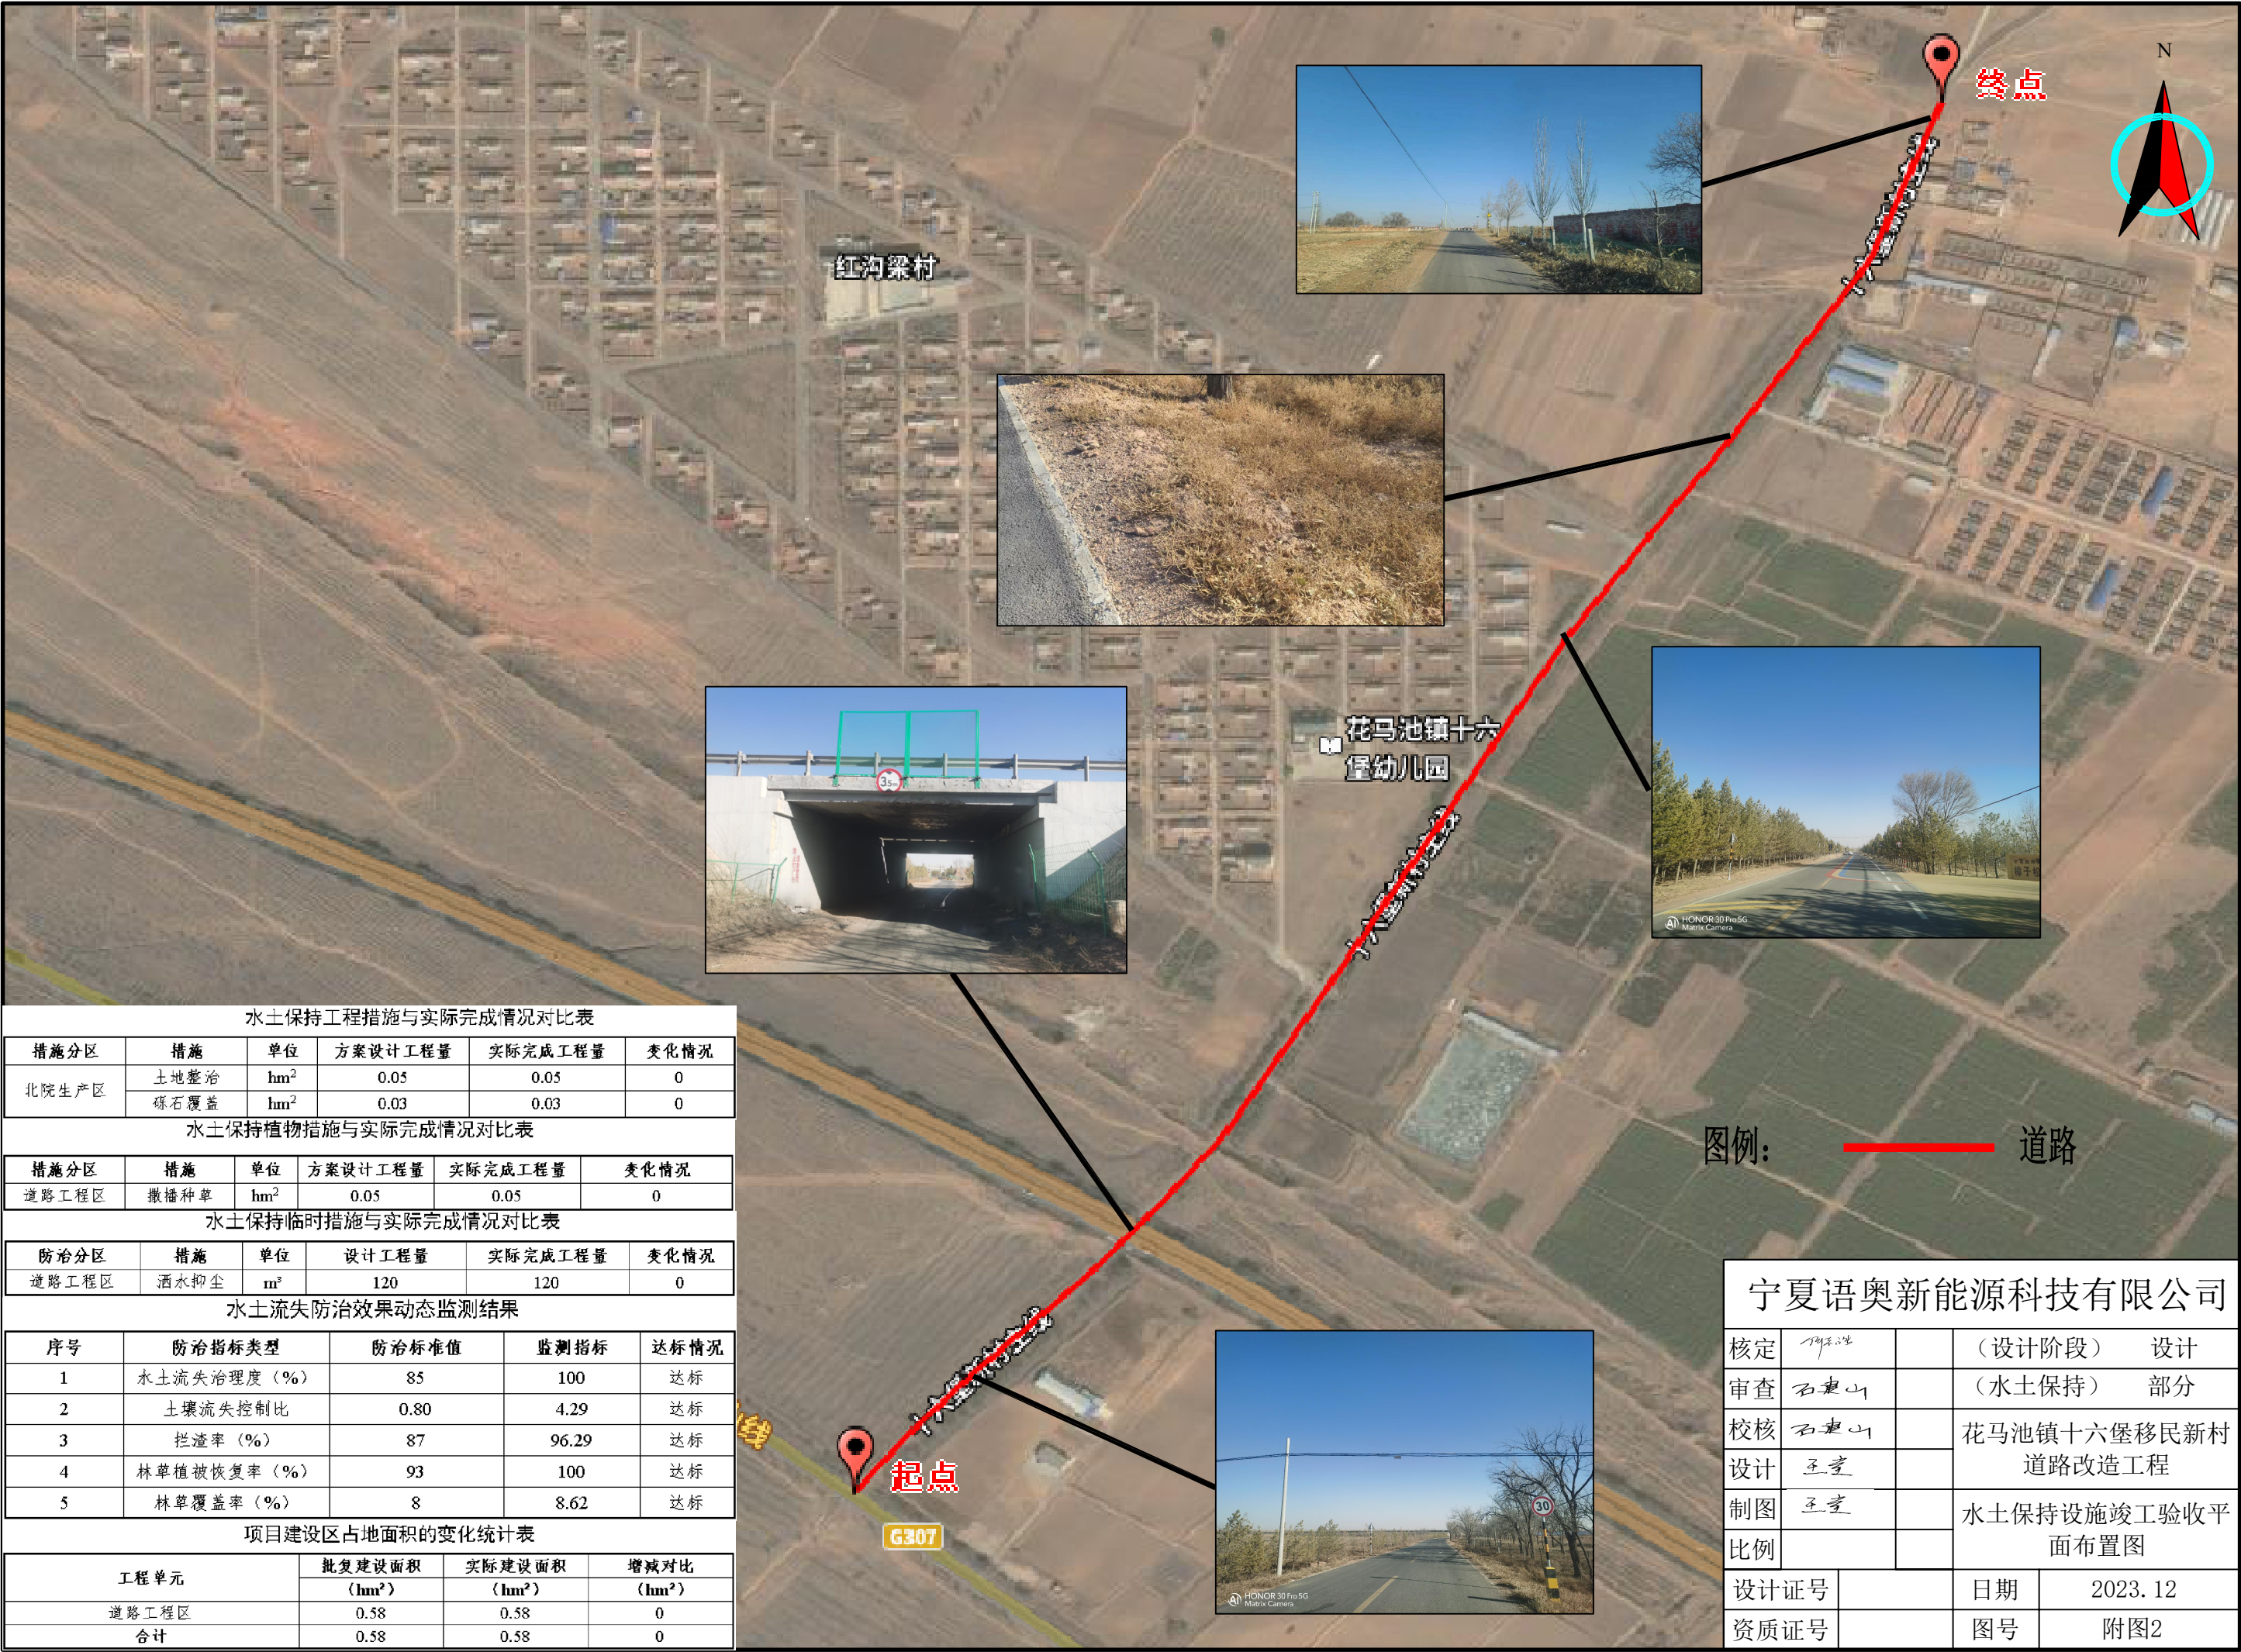 N
终点
红沟梁村
花马池镇十六
堡幼儿园
3.5m
HONOR 30 Pro 5G
Matrix Camera
图例： 道路
起点
G307
30
HONOR 30 Pro 5G
Matrix Camera
水土保持工程措施与实际完成情况对比表
措施分区 措施 单位 方案设计工程量 实际完成工程量 变化情况
北院生产区 土地整治 hm² 0.05 0.05 0
砾石覆盖 hm² 0.03 0.03 0
水土保持植物措施与实际完成情况对比表
措施分区 措施 单位 方案设计工程量 实际完成工程量 变化情况
道路工程区 撒播种草 hm² 0.05 0.05 0
水土保持临时措施与实际完成情况对比表
防治分区 措施 单位 设计工程量 实际完成工程量 变化情况
道路工程区 洒水抑尘 m³ 120 120 0
水土流失防治效果动态监测结果
序号 防治指标类型 防治标准值 监测指标 达标情况
1 水土流失治理度（%） 85 100 达标
2 土壤流失控制比 0.80 4.29 达标
3 拦渣率（%） 87 96.29 达标
4 林草植被恢复率（%） 93 100 达标
5 林草覆盖率（%） 8 8.62 达标
项目建设区占地面积的变化统计表
工程单元 批复建设面积（hm²） 实际建设面积（hm²） 增减对比（hm²）
道路工程区 0.58 0.58 0
合计 0.58 0.58 0
宁夏语奥新能源科技有限公司
核定 （设计阶段） 设计
审查 石惠山 （水土保持） 部分
校核 石惠山 花马池镇十六堡移民新村
设计 道路改造工程
制图 水土保持设施竣工验收平
比例 面布置图
设计证号 日期 2023.12
资质证号 图号 附图2